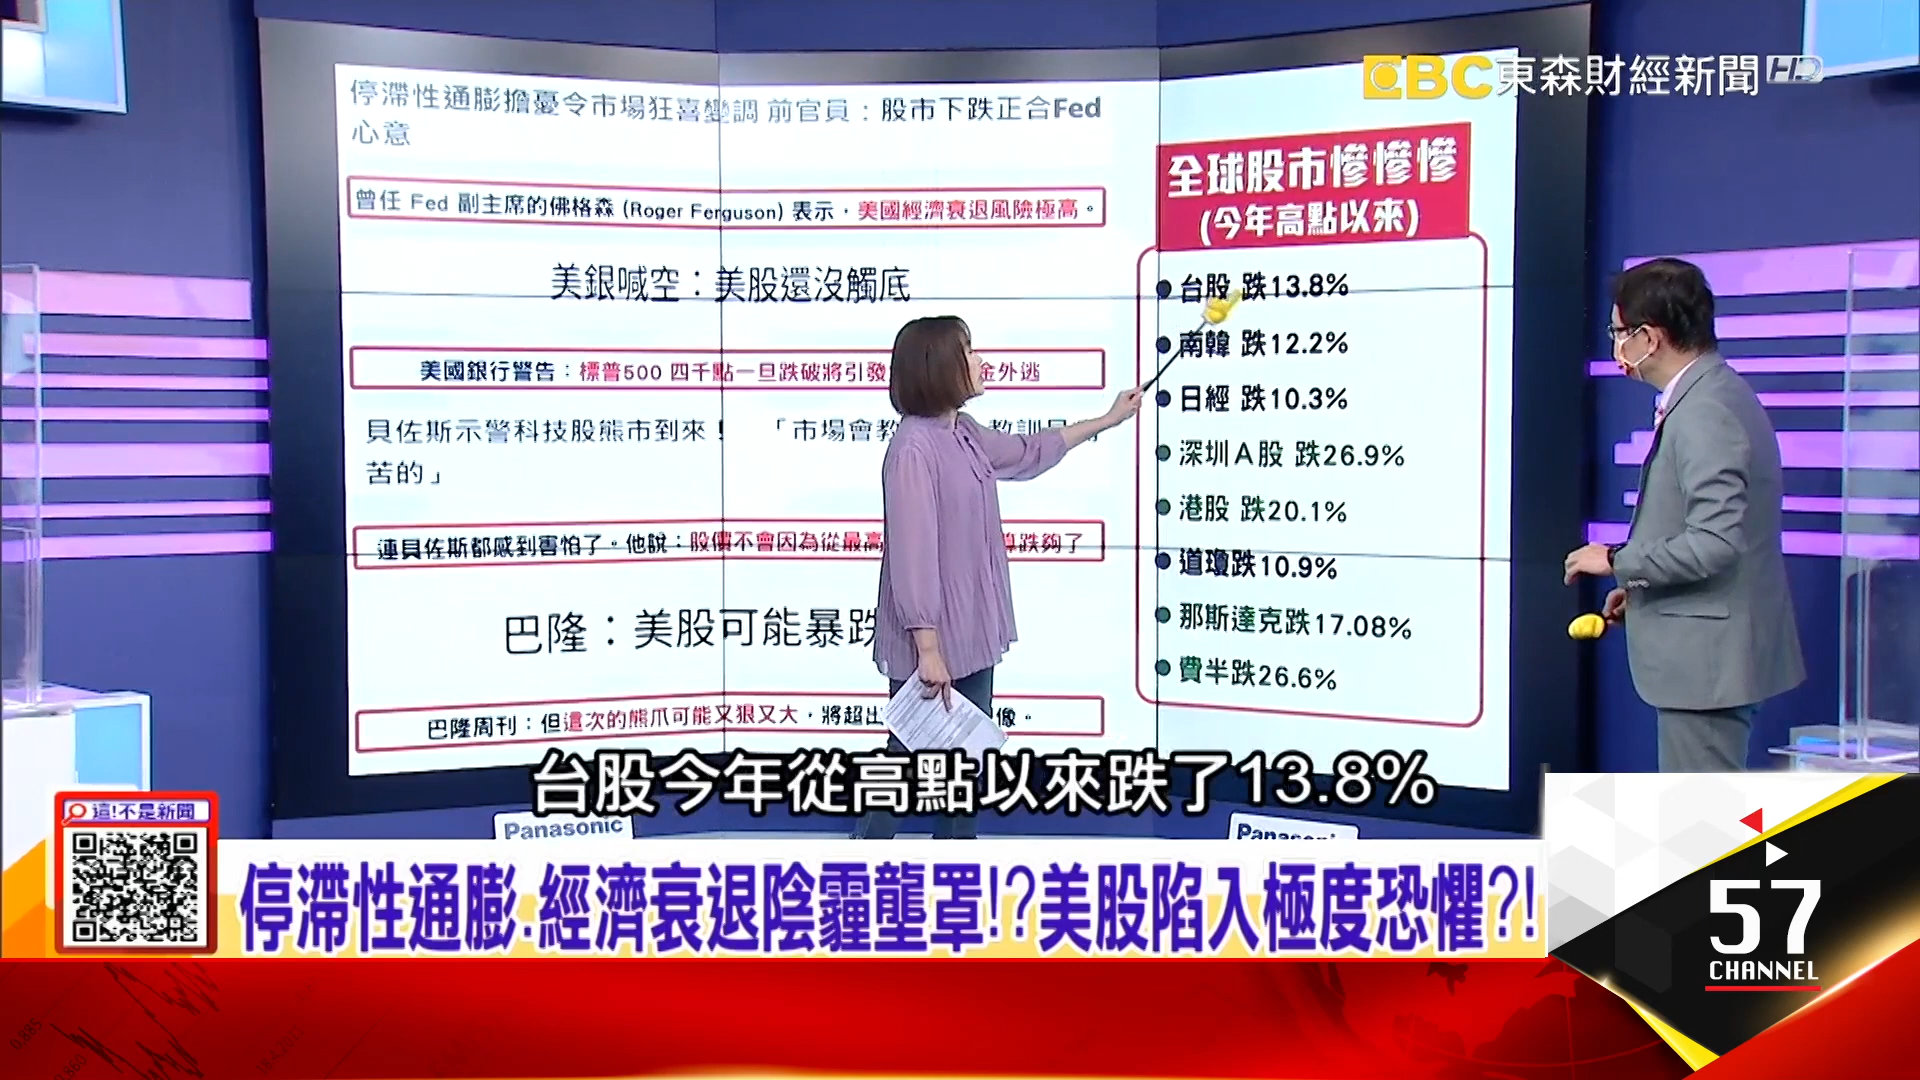 EBC東森財經新聞HD
停滯性通膨擔憂令市場狂喜變調 前官員：股市下跌正合Fed
心意
曾任 Fed 副主席的佛格森 (Roger Ferguson) 表示，美國經濟衰退風險極高。
美銀喊空：美股還沒觸底
美國銀行警告：標普500 四千點一旦跌破將引發 金外逃
貝佐斯示警科技股熊市到來！ 「市場會教 教訓是
苦的」
連貝佐斯都感到害怕了。他說：股價不會因為從最高 算跌夠了
巴隆：美股可能暴跌
巴隆周刊：但這次的熊爪可能又狠又大，將超出 像。
全球股市慘慘慘
(今年高點以來)
台股 跌13.8%
南韓 跌12.2%
日經 跌10.3%
深圳A股 跌26.9%
港股 跌20.1%
道瓊跌10.9%
那斯達克跌17.08%
費半跌26.6%
台股今年從高點以來跌了13.8%
Panasonic
Panasonic
這!不是新聞
停滯性通膨.經濟衰退陰霾壟罩!?美股陷入極度恐懼?!
57
CHANNEL
0.885
0.860